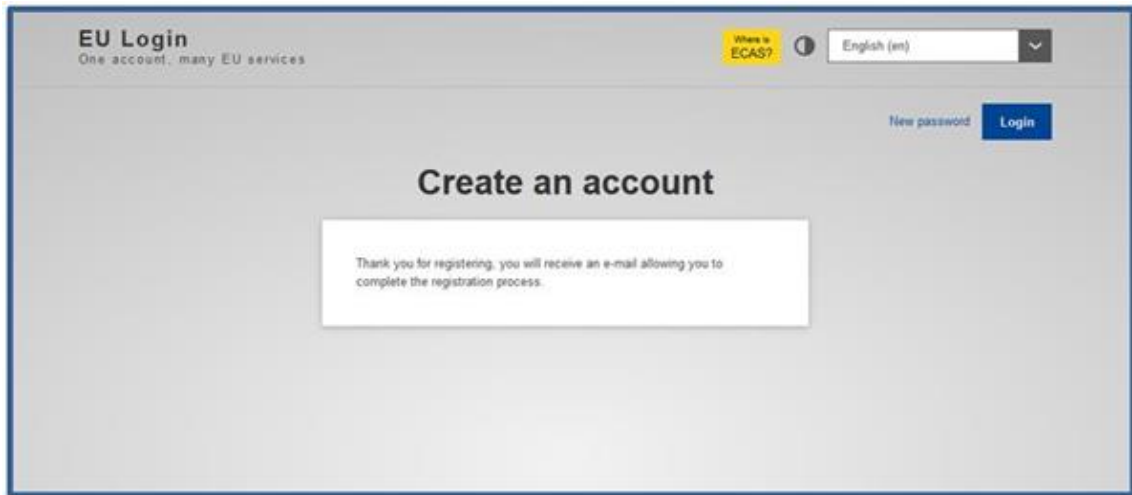 EU Login
One account, many EU services
Where is
ECAS?
English (en)
New password
Login
Create an account
Thank you for registering, you will receive an e-mail allowing you to
complete the registration process.